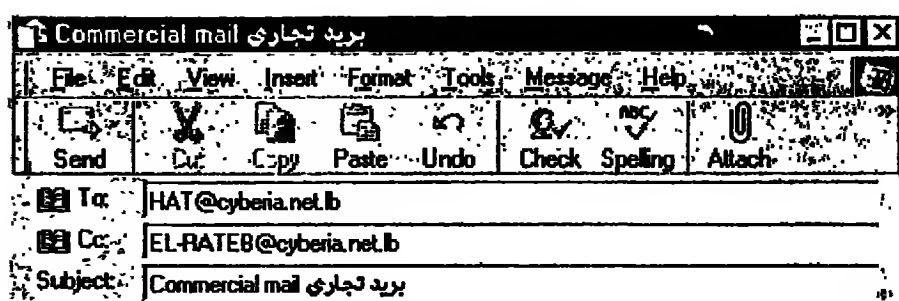 Commercial mail بريد تجاري
File Edit View Insert Format Tools Message Help
Send Cut Copy Paste Undo Check Spelling Attach
To: HAT@cyberia.net.lb
Cc: EL-RATEB@cyberia.net.lb
Subject: Commercial mail بريد تجاري